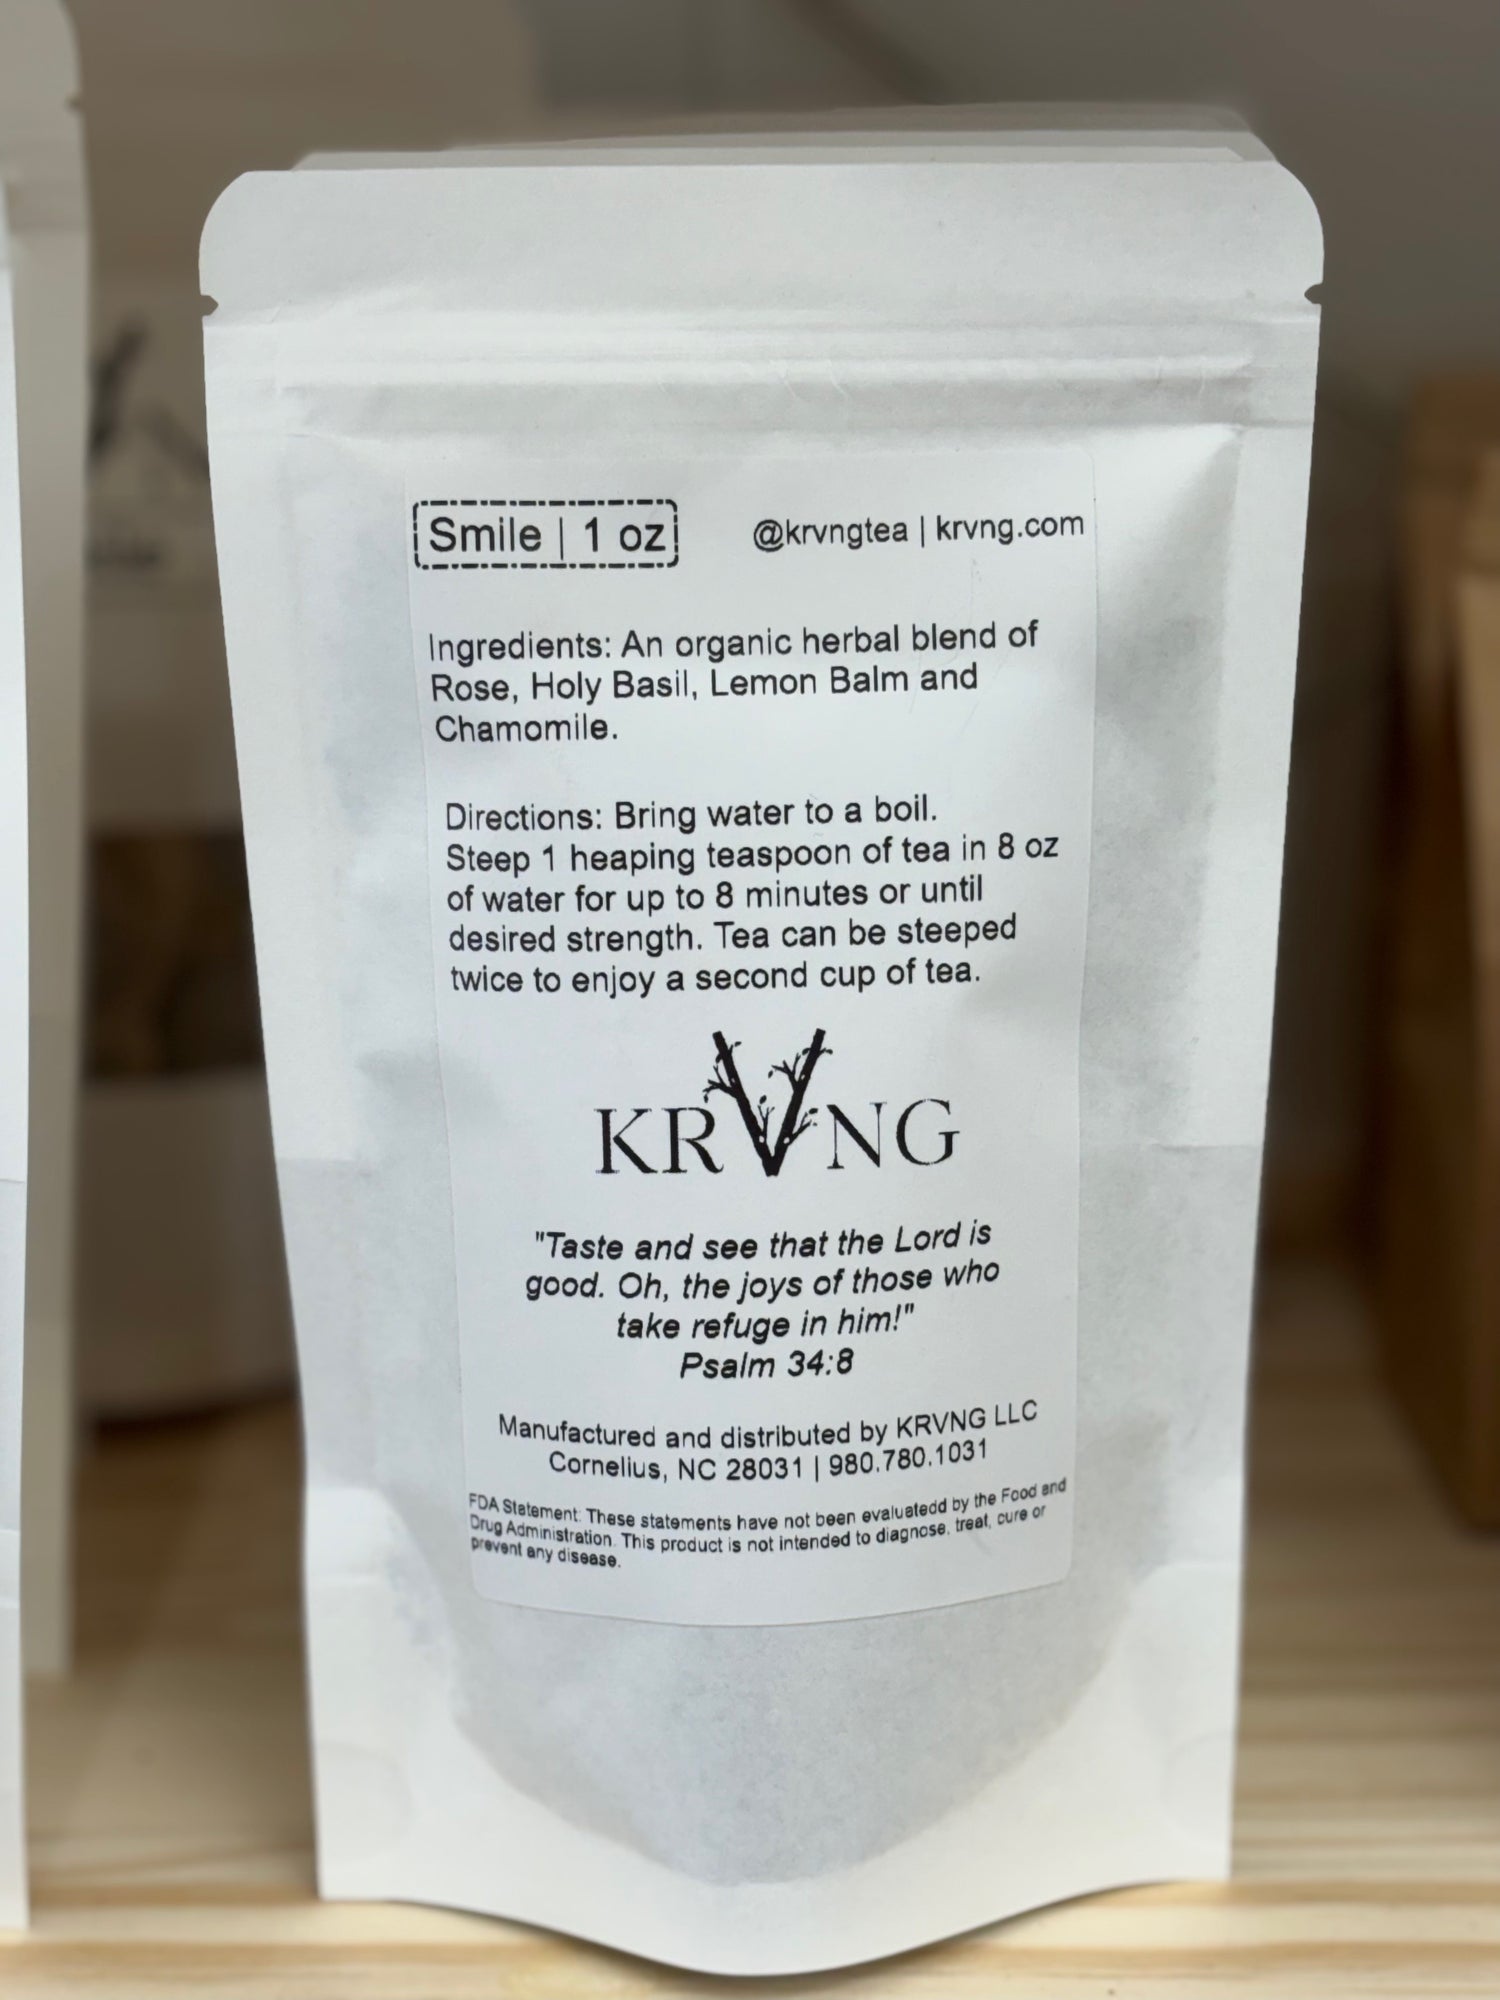 Smile | 1 oz
@krvngtea | krvng.com
Ingredients: An organic herbal blend of
Rose, Holy Basil, Lemon Balm and
Chamomile.
Directions: Bring water to a boil.
Steep 1 heaping teaspoon of tea in 8 oz
of water for up to 8 minutes or until
desired strength. Tea can be steeped
twice to enjoy a second cup of tea.
KRVNG
"Taste and see that the Lord is
good. Oh, the joys of those who
take refuge in him!"
Psalm 34:8
Manufactured and distributed by KRVNG LLC
Cornelius, NC 28031 | 980.780.1031
FDA Statement: These statements have not been evaluatedd by the Food and
Drug Administration. This product is not intended to diagnose, treat, cure or
prevent any disease.